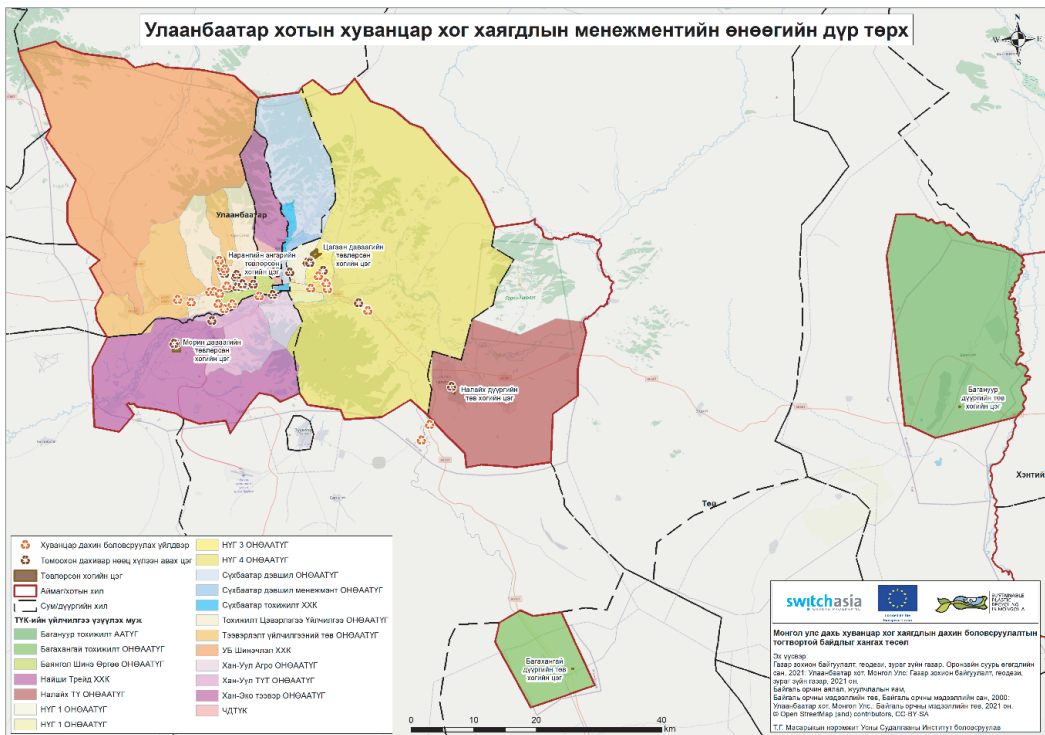 Улаанбаатар хотын хуванцар хог хаягдлын менежментийн өнөөгийн дүр төрх
N
W
E
S
Улаанбаатар
Нарангийн энгэрийн
төвлөрсөн
хогийн цэг
Цагаан даваагийн
төвлөрсөн
хогийн цэг
Морин даваагийн
төвлөрсөн
хогийн цэг
Налайх дүүргийн
төв хогийн цэг
Багануур
дүүргийн төв
хогийн цэг
Хэнтий
Төв
Багахангай
дүүргийн төв
хогийн цэг
Хуванцар дахин боловсруулах үйлдвэр
Томоохон дахивар нөөц хүлээн авах цэг
Төвлөрсөн хогийн цэг
Аймаг/хотын хил
Сум/дүүргийн хил
ТҮК-ийн үйлчилгээ үзүүлэх муж
Багануур тохижилт ААТҮГ
Багахангай тохижилт ОНӨААТҮГ
Баянгол Шинэ Өргөө ОНӨААТҮГ
Найши Трейд ХХК
Налайх ТҮ ОНӨААТҮГ
НҮГ 1 ОНӨААТҮГ
НҮГ 1 ОНӨААТҮГ
НҮГ 3 ОНӨААТҮГ
НҮГ 4 ОНӨААТҮГ
Сүхбаатар дэвшил ОНӨААТҮГ
Сүхбаатар дэвшил менежмант ОНӨААТҮГ
Сүхбаатар тохижилт ХХК
Тохижилт Цэвэрлэгээ Үйлчилгээ ОНӨААТҮГ
Тээвэрлэлт үйлчилгээний төв ОНӨААТҮГ
УБ Шинэчлэл ХХК
Хан-Уул Агро ОНӨААТҮГ
Хан-Уул ТҮТ ОНӨААТҮГ
Хан-Эко тээвэр ОНӨААТҮГ
ЧДТҮК
0
10
20
40
km
switchasia
SUSTAINABLE
PLASTIC
RECYCLING
IN MONGOLIA
Монгол улс дахь хуванцар хог хаягдлын дахин боловсруулалтын
тогтвортой байдлыг хангах төсөл
Эх үүсвэр:
Газар зохион байгуулалт, геодези, зураг зүйн газар. Оронзайн суурь өгөгдлийн
сан, 2021: Улаанбаатар хот. Монгол Улс: Газар зохион байгуулалт, геодези,
зураг зүйн газар, 2021 он.
Байгаль орчин аялал, жуулчлалын яам,
Байгаль орчны мэдээллийн төв, Байгаль орчны мэдээллийн сан, 2000:
Улаанбаатар хот. Монгол Улс.: Байгаль орчны мэдээллийн төв, 2021 он.
© Open StreetMap (and) contributors, CC-BY-SA
Т.Г. Масарыкын нэрэмжит Усны Судалгааны Институт боловсруулав